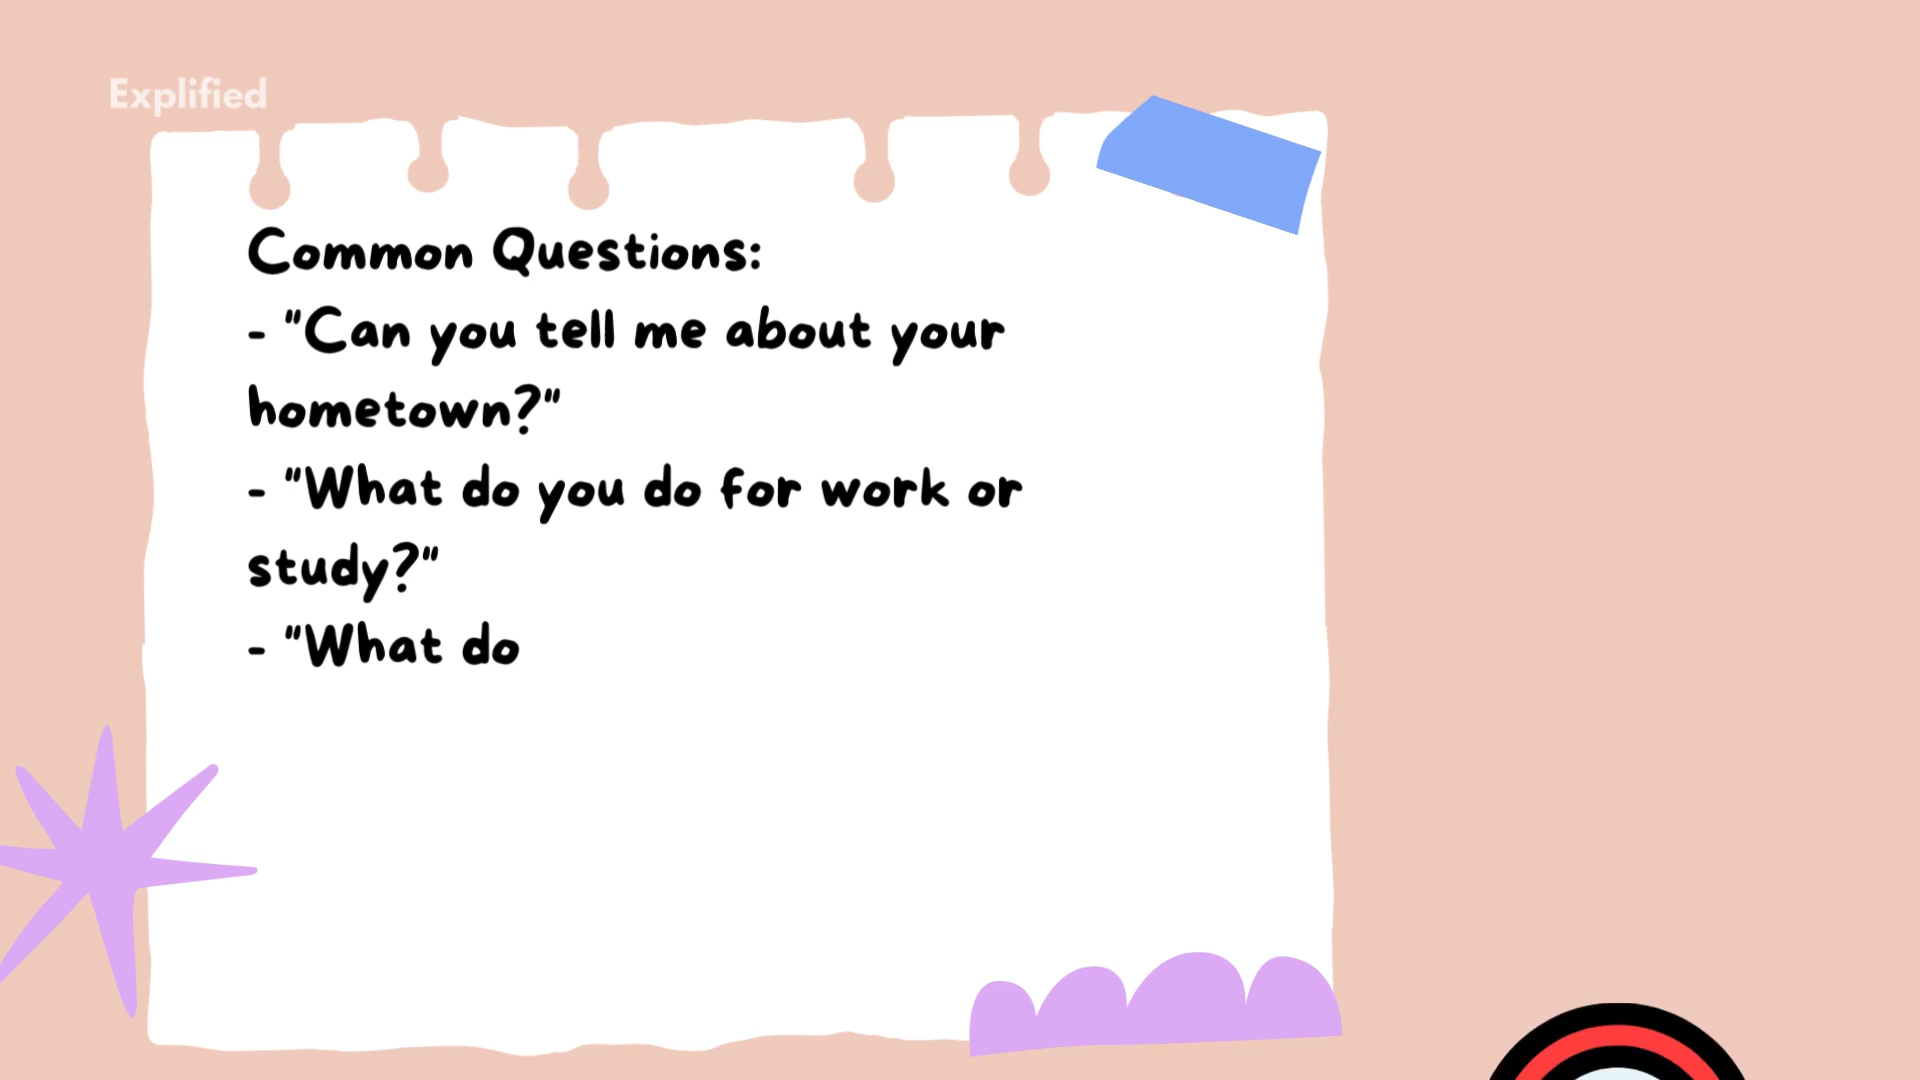 Explified
Common Questions:
- "Can you tell me about your
hometown?"
- "What do you do for work or
study?"
- "What do